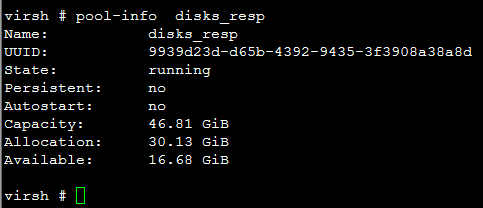 virsh # pool-info  disks_resp
Name:           disks_resp
UUID:           9939d23d-d65b-4392-9435-3f3908a38a8d
State:          running
Persistent:     no
Autostart:      no
Capacity:       46.81 GiB
Allocation:     30.13 GiB
Available:      16.68 GiB
virsh #